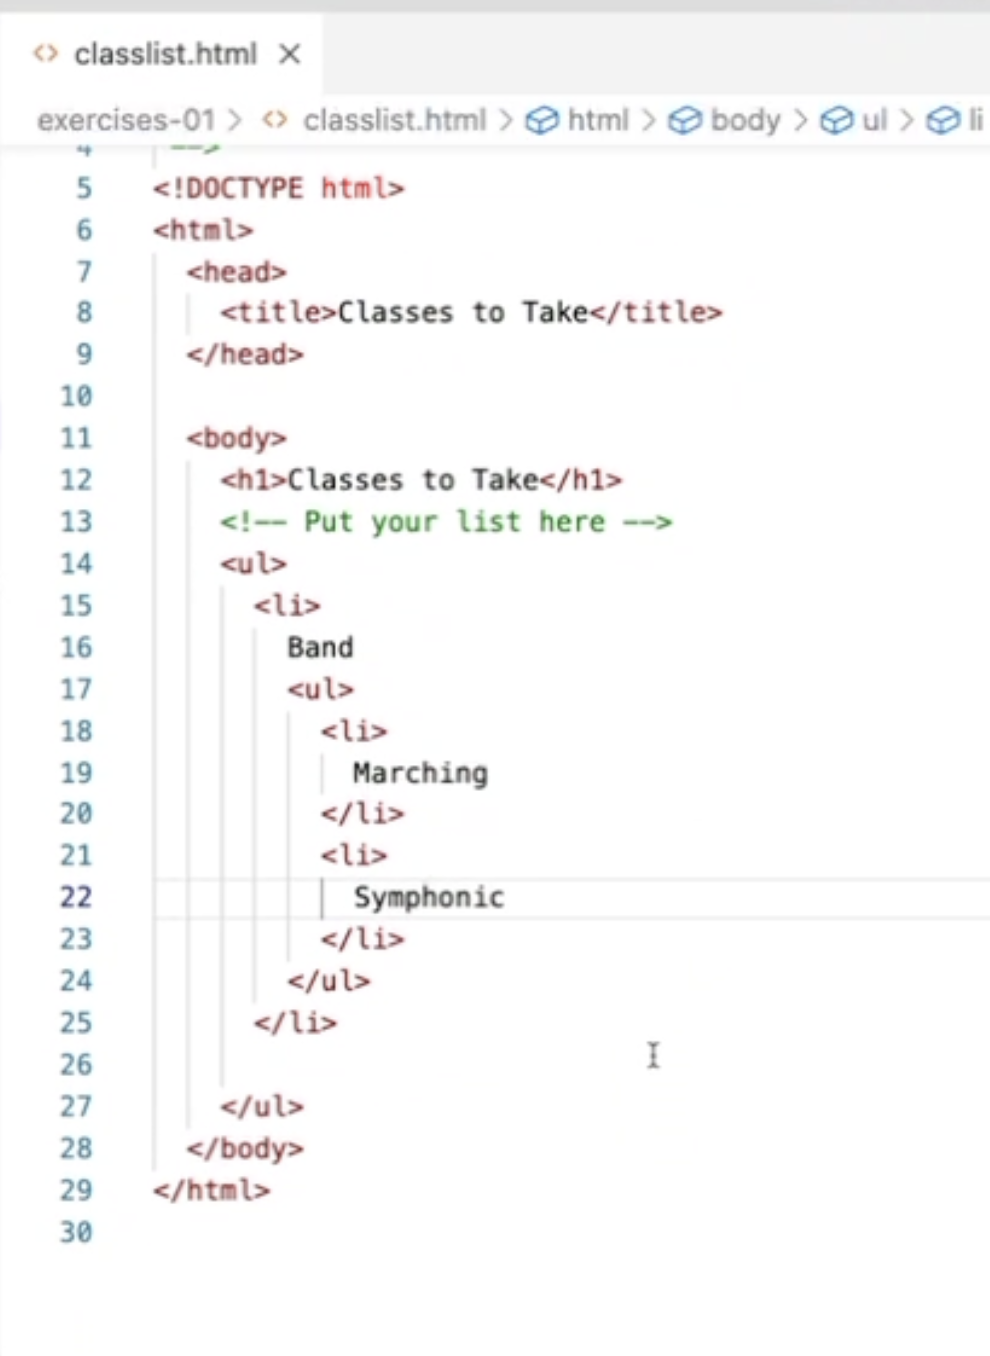 classlist.html
exercises-01 > classlist.html > html > body > ul > li
4 -->
5 <!DOCTYPE html>
6 <html>
7 <head>
8 <title>Classes to Take</title>
9 </head>
10
11 <body>
12 <h1>Classes to Take</h1>
13 <!-- Put your list here -->
14 <ul>
15 <li>
16 Band
17 <ul>
18 <li>
19 Marching
20 </li>
21 <li>
22 Symphonic
23 </li>
24 </ul>
25 </li>
26
27 </ul>
28 </body>
29 </html>
30